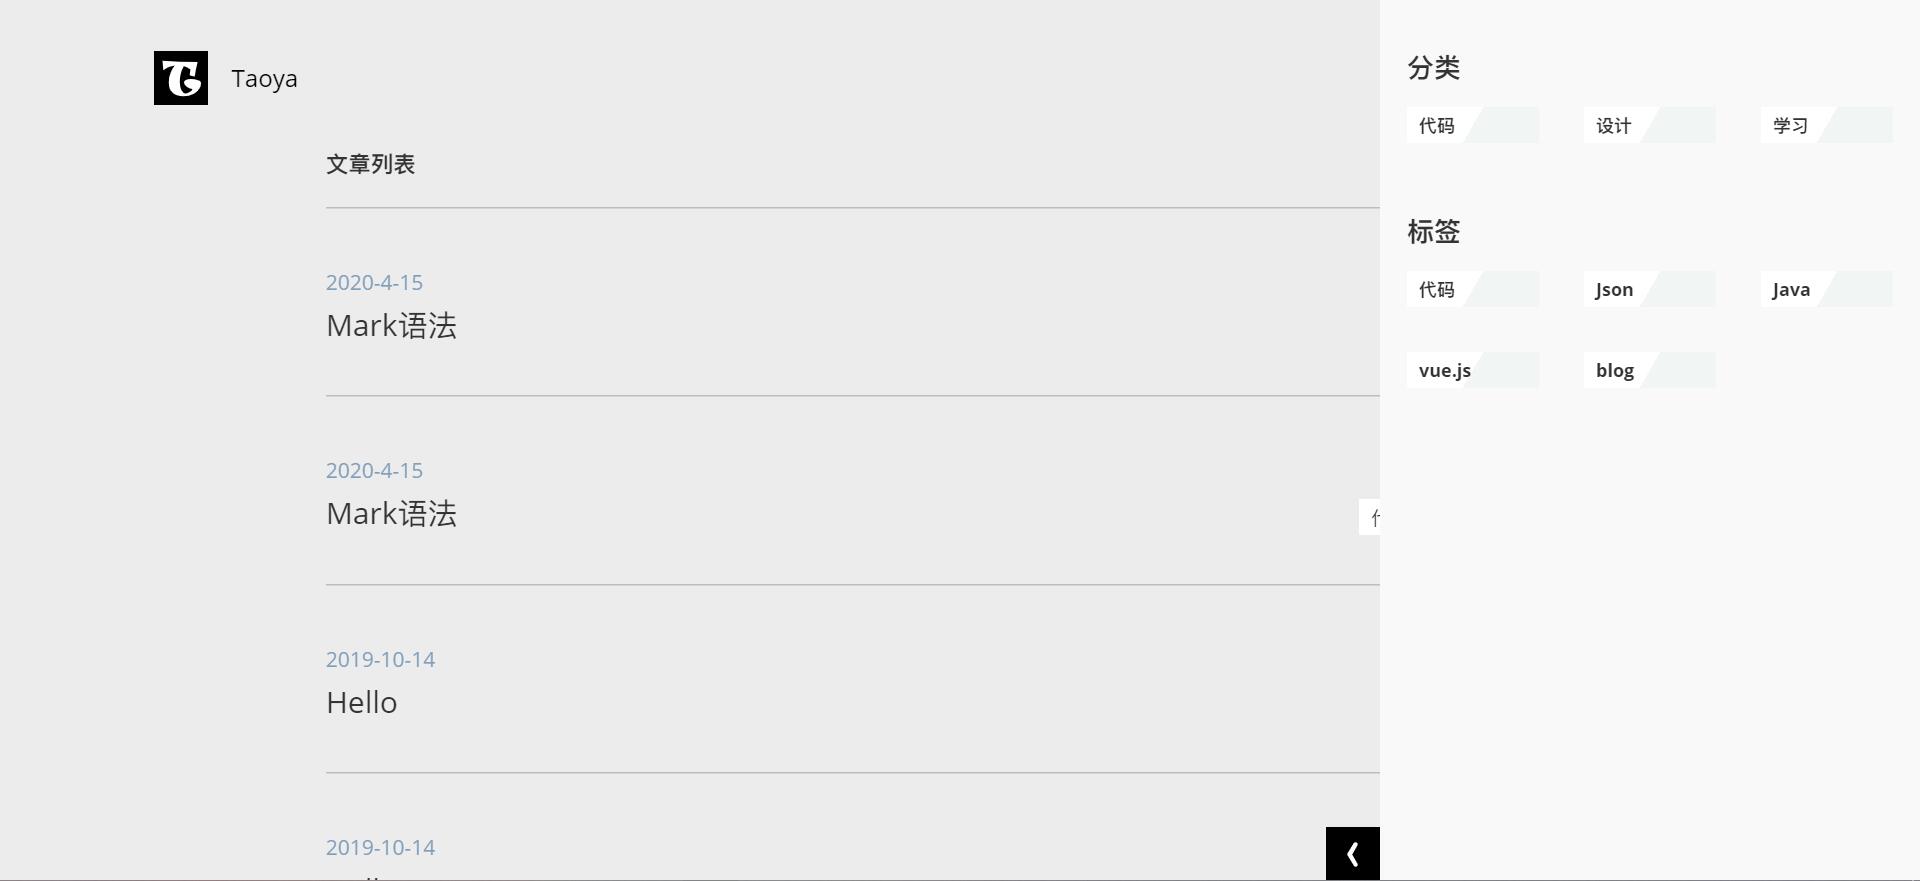 Taoya
文章列表
2020-4-15
Mark语法
2020-4-15
Mark语法
2019-10-14
Hello
2019-10-14
分类
代码 设计 学习
标签
代码 Json Java
vue.js blog